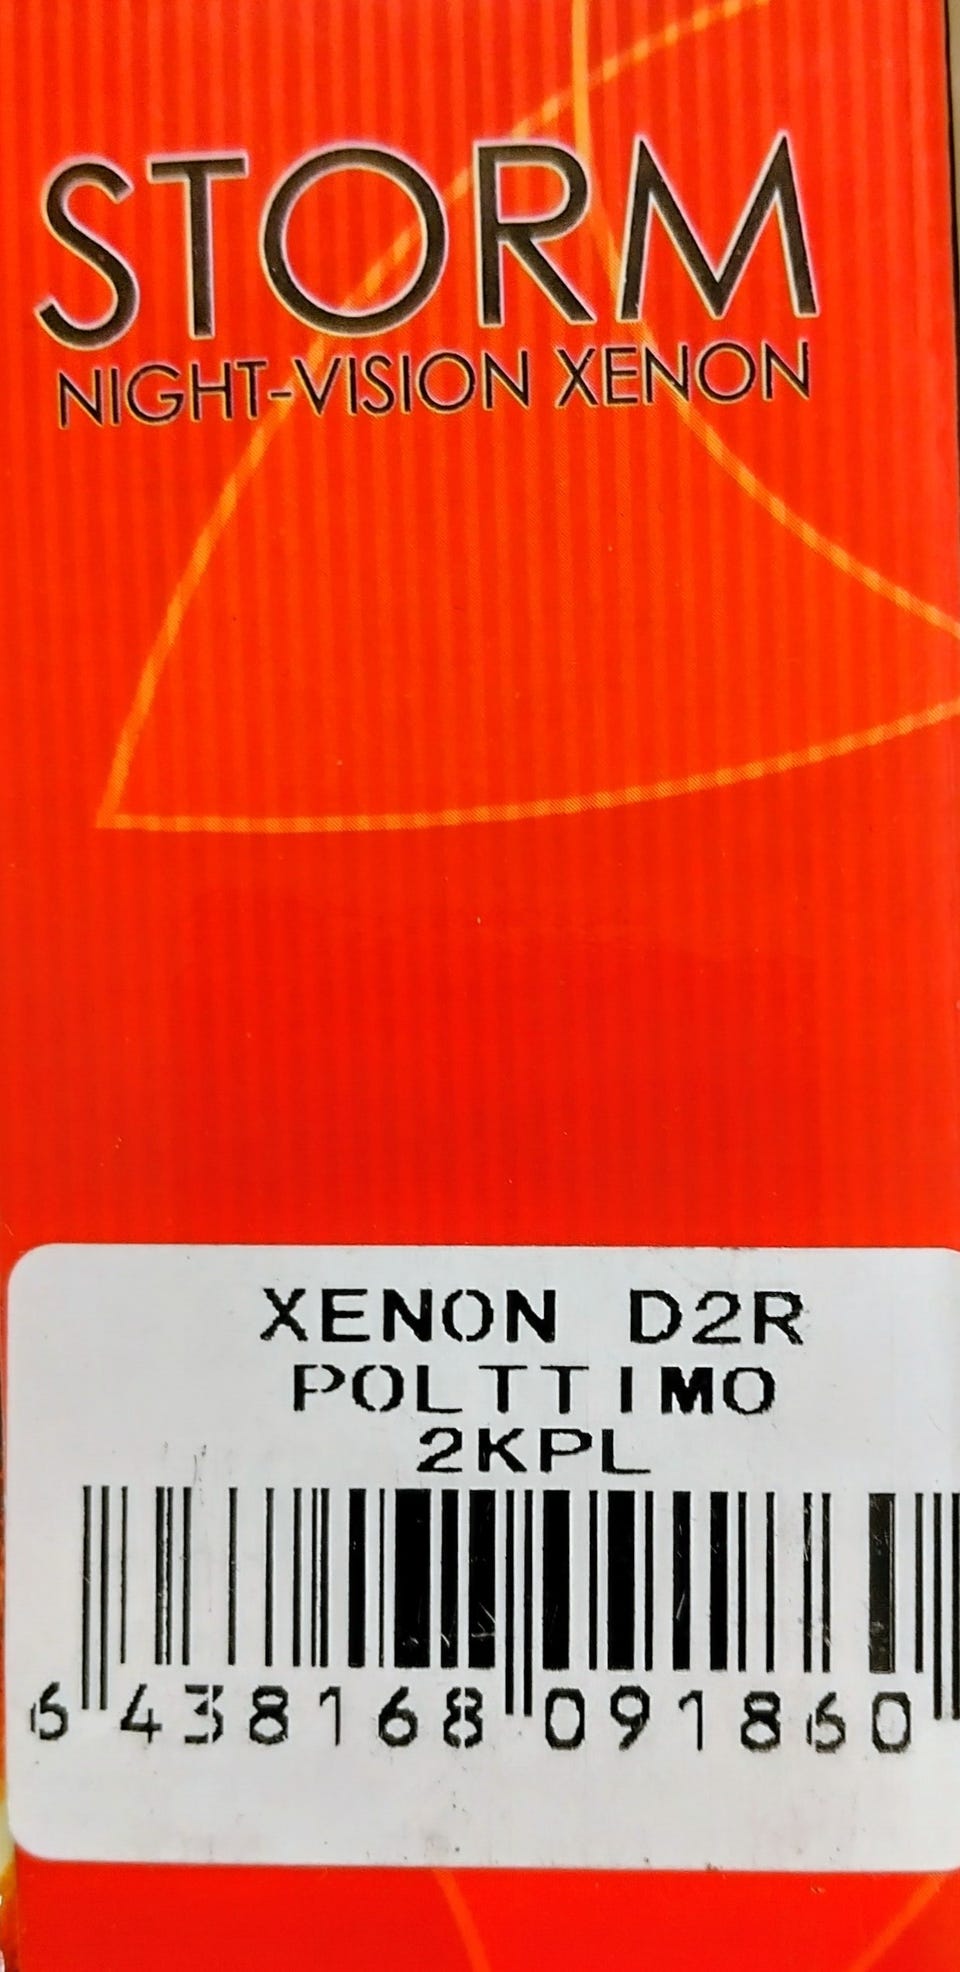 STORM
NIGHT-VISION XENON
XENON D2R
POLTTIMO
2KPL
6 438168 091860